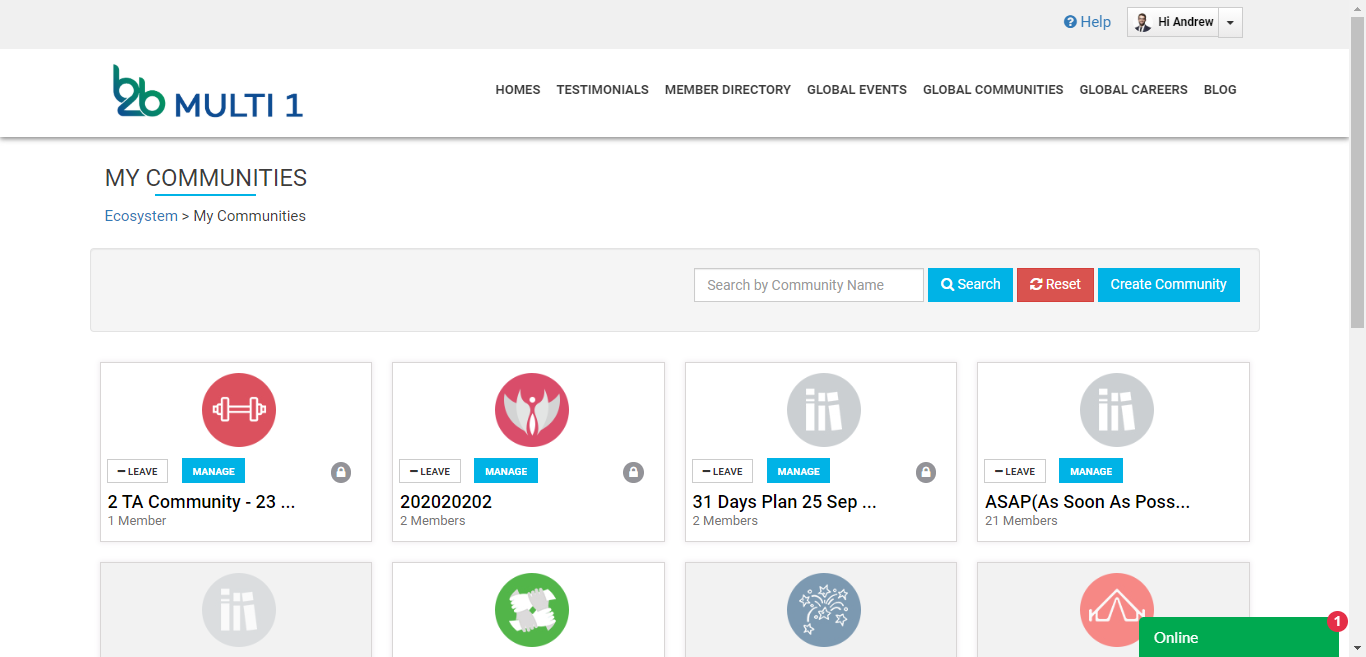 Help
Hi Andrew
b2b MULTI 1
HOMES TESTIMONIALS MEMBER DIRECTORY GLOBAL EVENTS GLOBAL COMMUNITIES GLOBAL CAREERS BLOG
MY COMMUNITIES
Ecosystem > My Communities
Search by Community Name Search Reset Create Community
LEAVE MANAGE
2 TA Community - 23 ...
1 Member
LEAVE MANAGE
202020202
2 Members
LEAVE MANAGE
31 Days Plan 25 Sep ...
2 Members
LEAVE MANAGE
ASAP(As Soon As Poss...
21 Members
Online
1